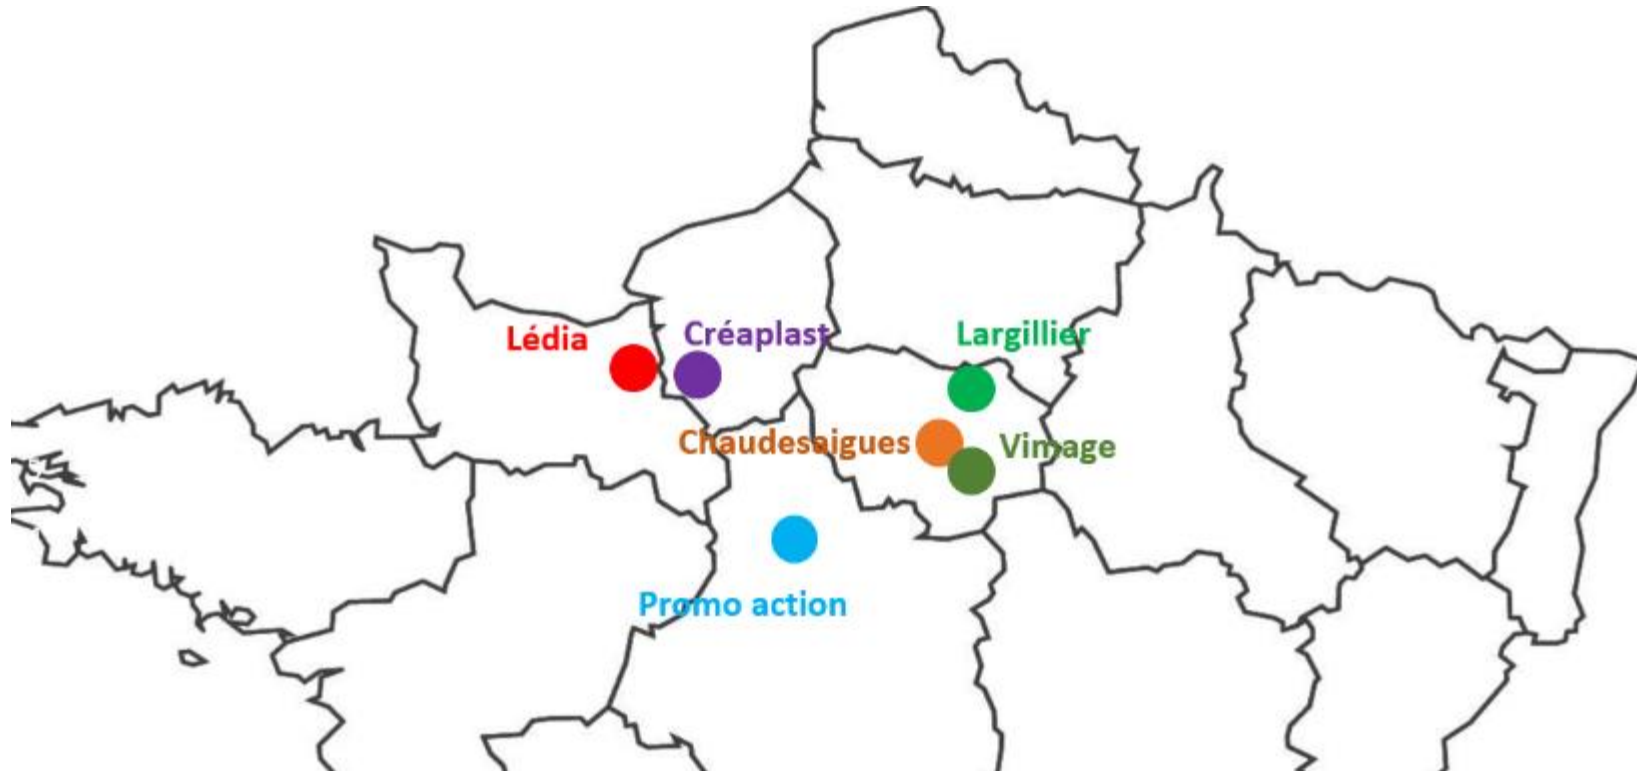 Lédia
Créaplast
Largillier
Chaudesaigues
Vimage
Promo action